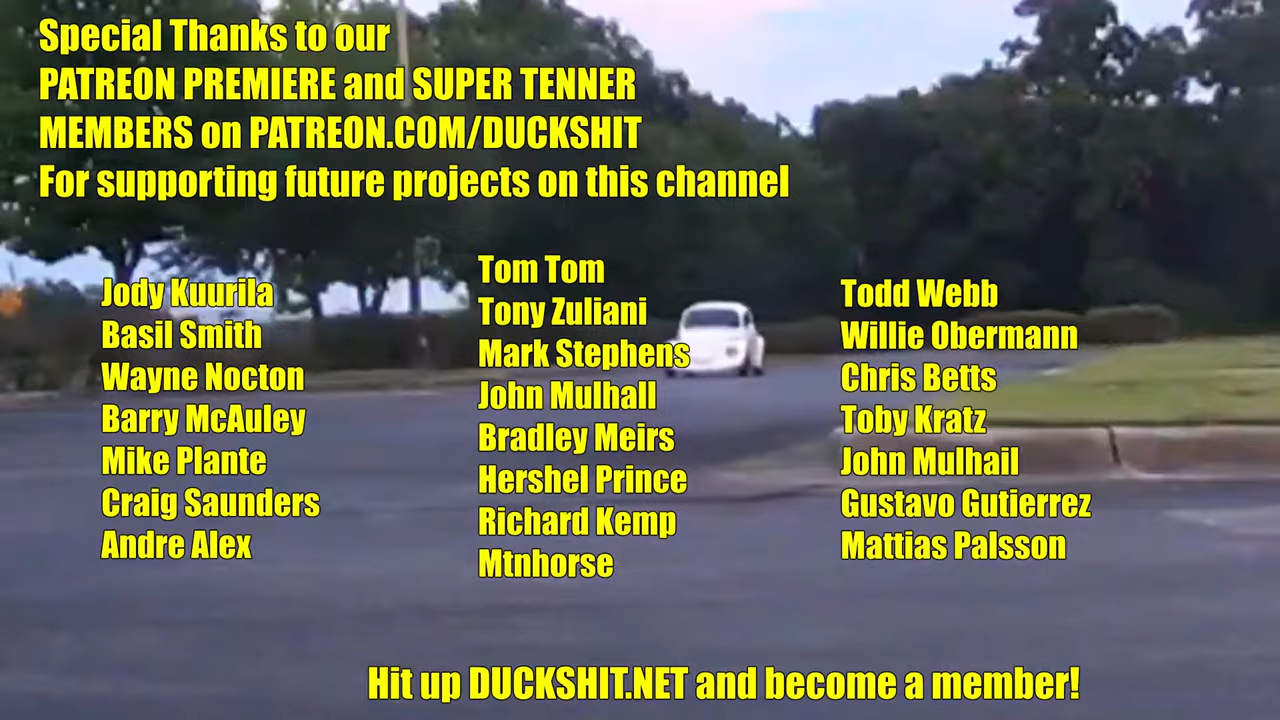 Special Thanks to our
PATREON PREMIERE and SUPER TENNER
MEMBERS on PATREON.COM/DUCKSHIT
For supporting future projects on this channel
Jody Kuurila
Basil Smith
Wayne Nocton
Barry McAuley
Mike Plante
Craig Saunders
Andre Alex
Tom Tom
Tony Zuliani
Mark Stephens
John Mulhall
Bradley Meirs
Hershel Prince
Richard Kemp
Mtnhorse
Todd Webb
Willie Obermann
Chris Betts
Toby Kratz
John Mulhail
Gustavo Gutierrez
Mattias Palsson
Hit up DUCKSHIT.NET and become a member!